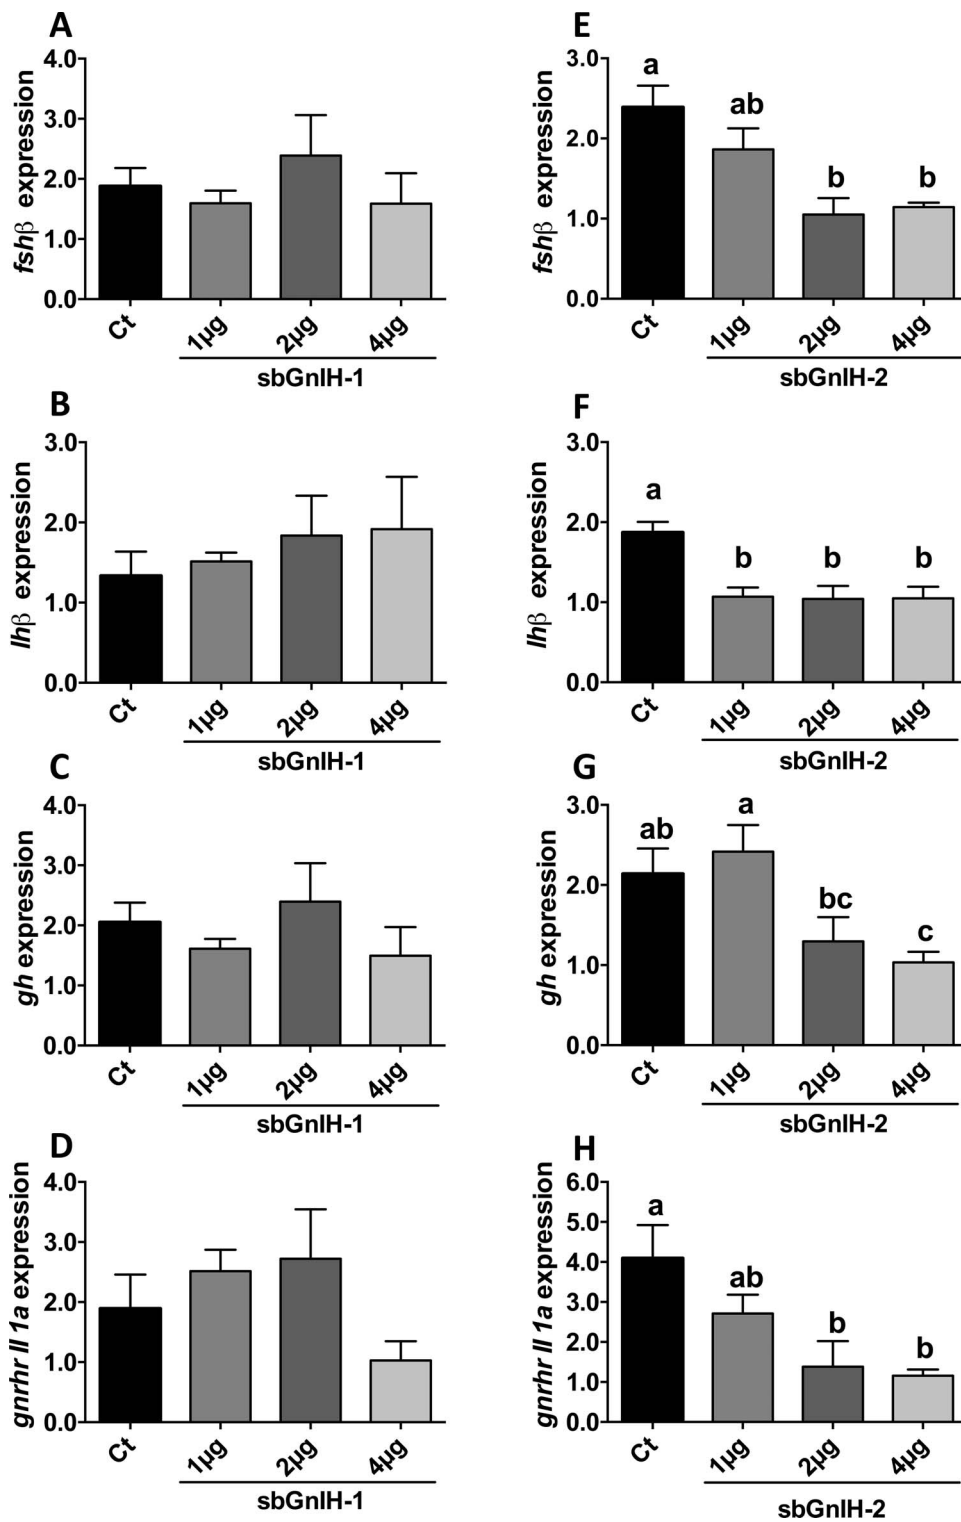 A
fshβ expression
4.0
3.0
2.0
1.0
0.0
Ct
1µg
2µg
4µg
sbGnIH-1
E
fshβ expression
3.0
2.0
1.0
0.0
a
ab
b
b
Ct
1µg
2µg
4µg
sbGnIH-2
B
lhβ expression
3.0
2.0
1.0
0.0
Ct
1µg
2µg
4µg
sbGnIH-1
F
lhβ expression
3.0
2.0
1.0
0.0
a
b
b
b
Ct
1µg
2µg
4µg
sbGnIH-2
C
gh expression
4.0
3.0
2.0
1.0
0.0
Ct
1µg
2µg
4µg
sbGnIH-1
G
gh expression
3.0
2.0
1.0
0.0
ab
a
bc
c
Ct
1µg
2µg
4µg
sbGnIH-2
D
gnrhr II 1a expression
4.0
3.0
2.0
1.0
0.0
Ct
1µg
2µg
4µg
sbGnIH-1
H
gnrhr II 1a expression
6.0
5.0
4.0
3.0
2.0
1.0
0.0
a
ab
b
b
Ct
1µg
2µg
4µg
sbGnIH-2